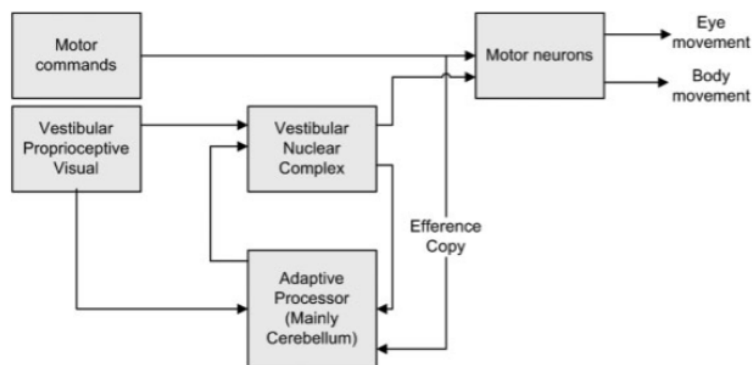 Motor
commands
Motor neurons
Eye
movement
Body
movement
Vestibular
Proprioceptive
Visual
Vestibular
Nuclear
Complex
Efference
Copy
Adaptive
Processor
(Mainly
Cerebellum)